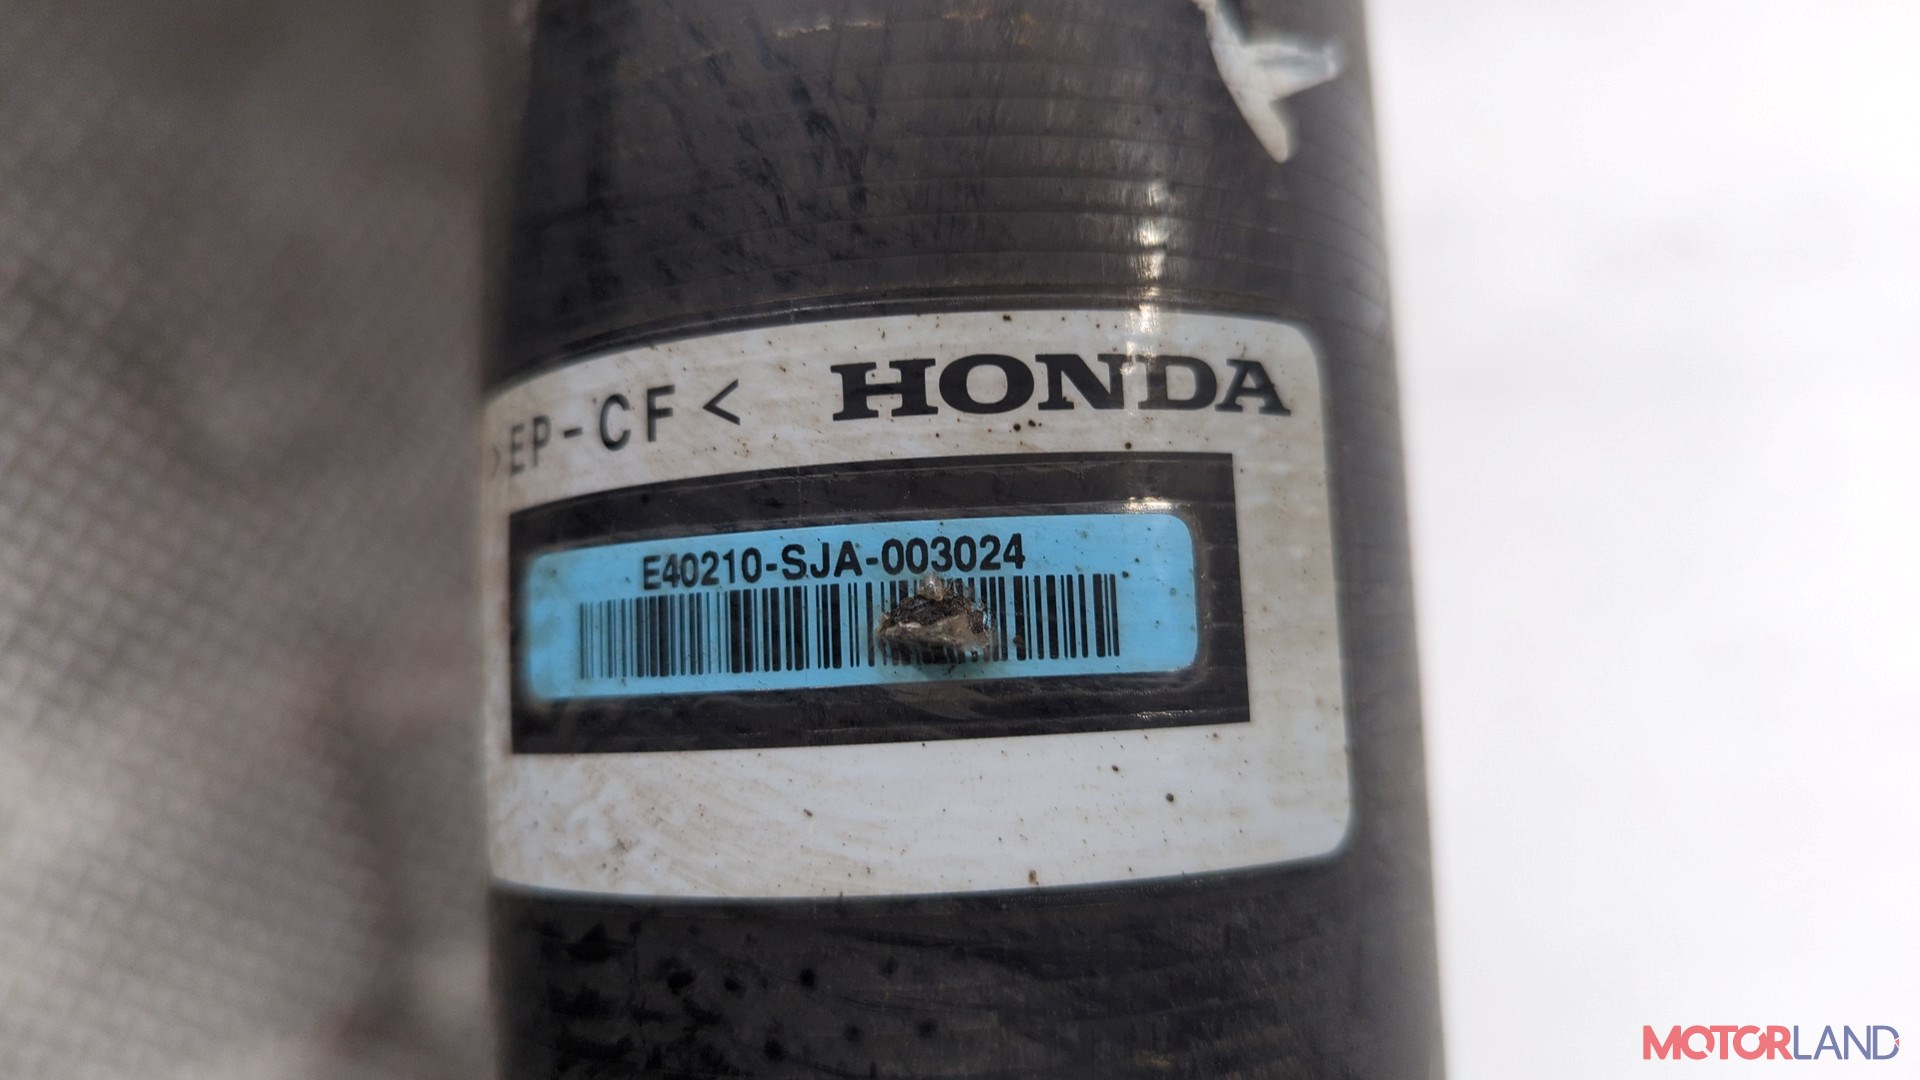 >EP-CF< HONDA
E40210-SJA-003024
MOTORLAND